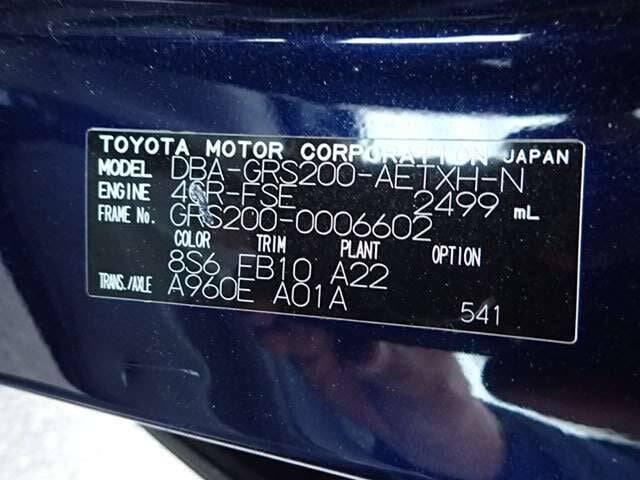 TOYOTA MOTOR CORPORATION JAPAN
MODEL DBA-GRS200-AETXH-N
ENGINE 4GR-FSE 2499 mL
FRAME No. GRS200-0006602
COLOR TRIM PLANT OPTION
8S6 FB10 A22
TRANS./AXLE A960E A01A
541